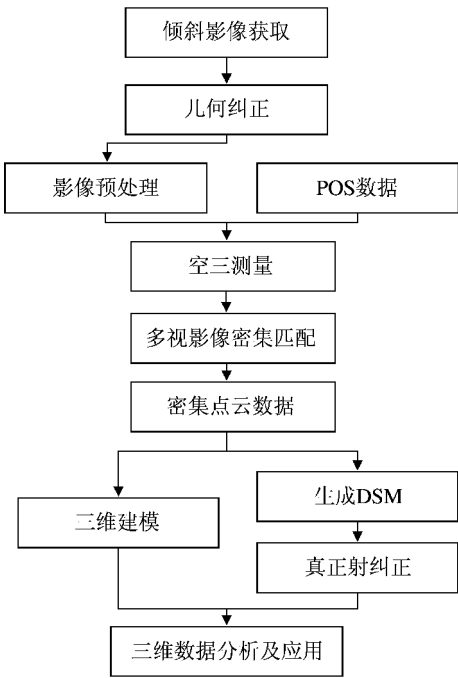 倾斜影像获取
几何纠正
影像预处理
POS数据
空三测量
多视影像密集匹配
密集点云数据
三维建模
生成DSM
真正射纠正
三维数据分析及应用